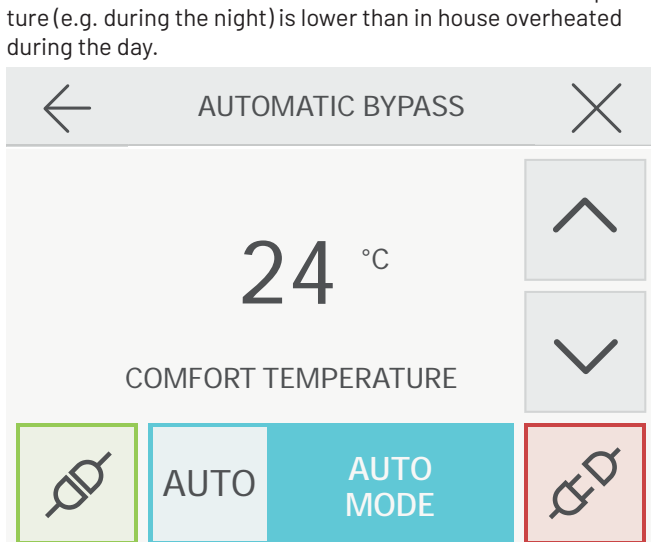 ture (e.g. during the night) is lower than in house overheated
during the day.
AUTOMATIC BYPASS
24 °C
COMFORT TEMPERATURE
AUTO
AUTO
MODE